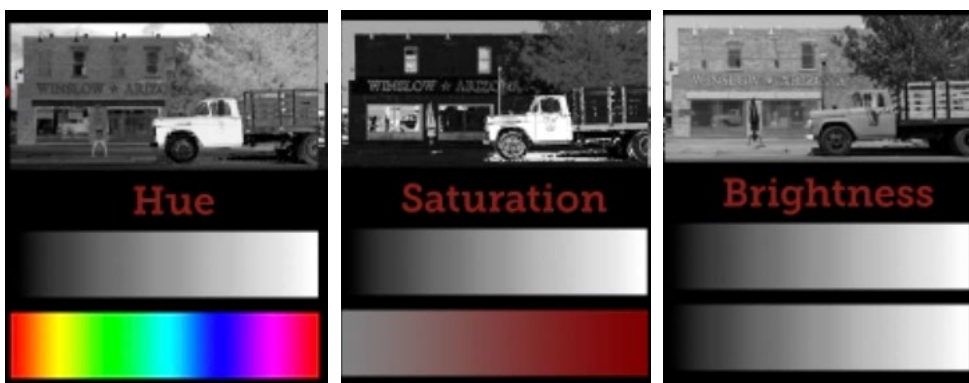 WINSLOW ★ ARIZONA
WINSLOW ★ ARIZONA
WINSLOW ★ ARIZONA
Hue
Saturation
Brightness